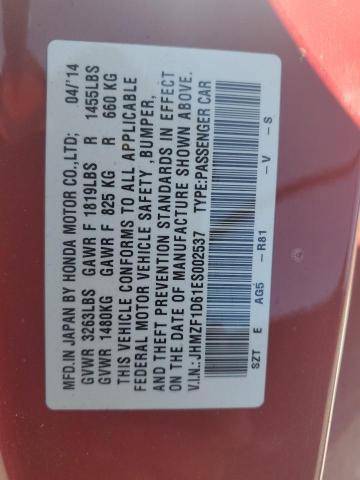 MFD.IN JAPAN BY HONDA MOTOR CO.,LTD; 04/'14
GVWR 3263LBS GAWR F 1819LBS R 1455LBS
GVWR 1480KG GAWR F 825 KG R 660 KG
THIS VEHICLE CONFORMS TO ALL APPLICABLE
FEDERAL MOTOR VEHICLE SAFETY ,BUMPER,
AND THEFT PREVENTION STANDARDS IN EFFECT
ON THE DATE OF MANUFACTURE SHOWN ABOVE.
V.I.N.:JHMZF1D61ES002537 TYPE:PASSENGER CAR
SZT E AG5 -R81 -V -S